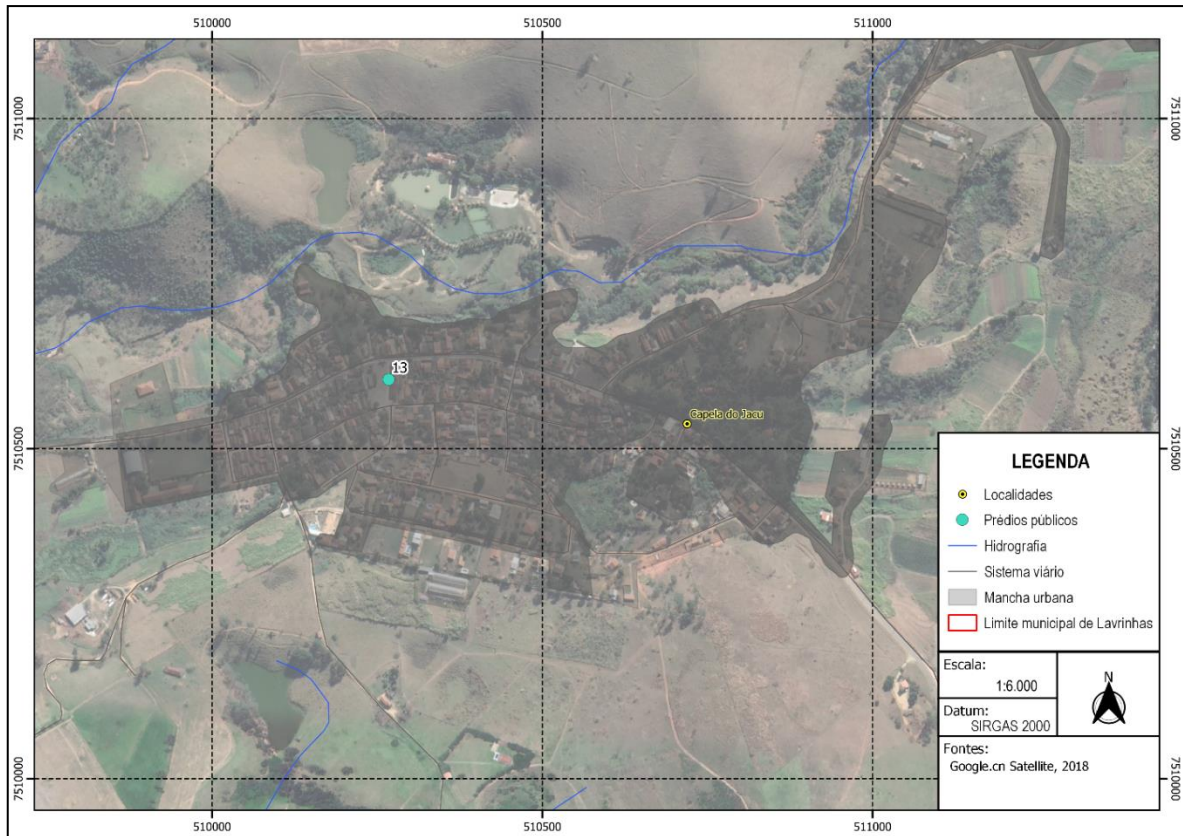 510000 510500 511000
7511000 7511000
13
Capela do Jacu
7510500 7510500
LEGENDA
Localidades
Prédios públicos
Hidrografia
Sistema viário
Mancha urbana
Limite municipal de Lavrinhas
Escala:
1:6.000
N
Datum:
SIRGAS 2000
Fontes:
Google.cn Satellite, 2018
7510000 7510000
510000 510500 511000